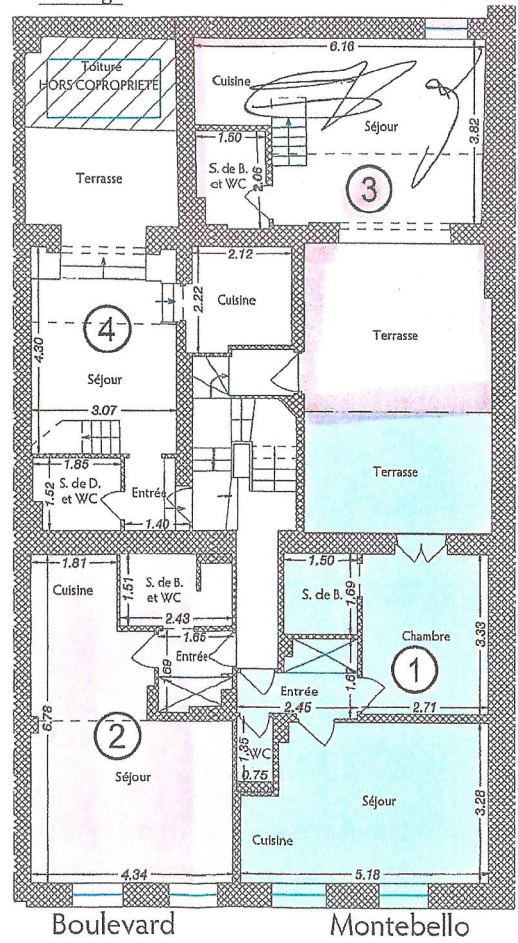 6.16
Toiture
HORS COPROPRIETE
Cuisine
Séjour
3.82
1.50
S. de B.
et WC
2.06
3
Terrasse
2.12
2.22
Cuisine
Terrasse
4
4.30
Séjour
3.07
Terrasse
1.85
S. de D.
et WC
1.52
Entrée
1.40
1.81
Cuisine
1.51
S. de B.
et WC
2.43
1.50
S. de B.
1.69
Chambre
3.33
1.65
Entrée
1.69
1
Entrée
2.45
2.71
6.78
2
WC
1.35
0.75
Séjour
Séjour
3.28
Cuisine
4.34
5.18
Boulevard
Montebello